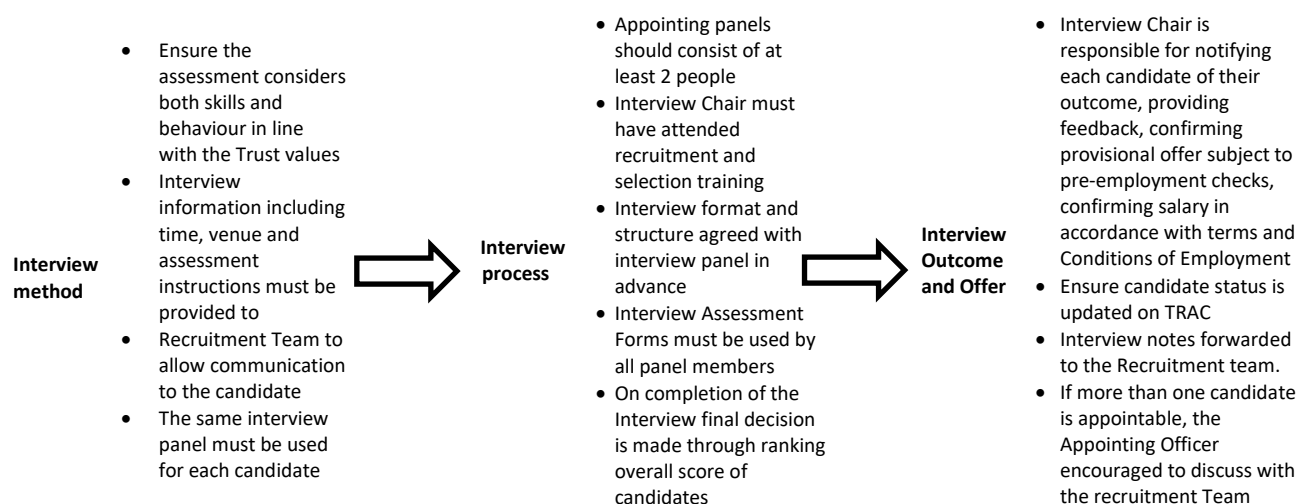 Interview
method
• Ensure the
assessment considers
both skills and
behaviour in line
with the Trust values
• Interview
information including
time, venue and
assessment
instructions must be
provided to
• Recruitment Team to
allow communication
to the candidate
• The same interview
panel must be used
for each candidate
Interview
process
• Appointing panels
should consist of at
least 2 people
• Interview Chair must
have attended
recruitment and
selection training
• Interview format and
structure agreed with
interview panel in
advance
• Interview Assessment
Forms must be used by
all panel members
• On completion of the
Interview final decision
is made through ranking
overall score of
candidates
Interview
Outcome
and Offer
• Interview Chair is
responsible for notifying
each candidate of their
outcome, providing
feedback, confirming
provisional offer subject to
pre-employment checks,
confirming salary in
accordance with terms and
Conditions of Employment
• Ensure candidate status is
updated on TRAC
• Interview notes forwarded
to the Recruitment team.
• If more than one candidate
is appointable, the
Appointing Officer
encouraged to discuss with
the recruitment Team